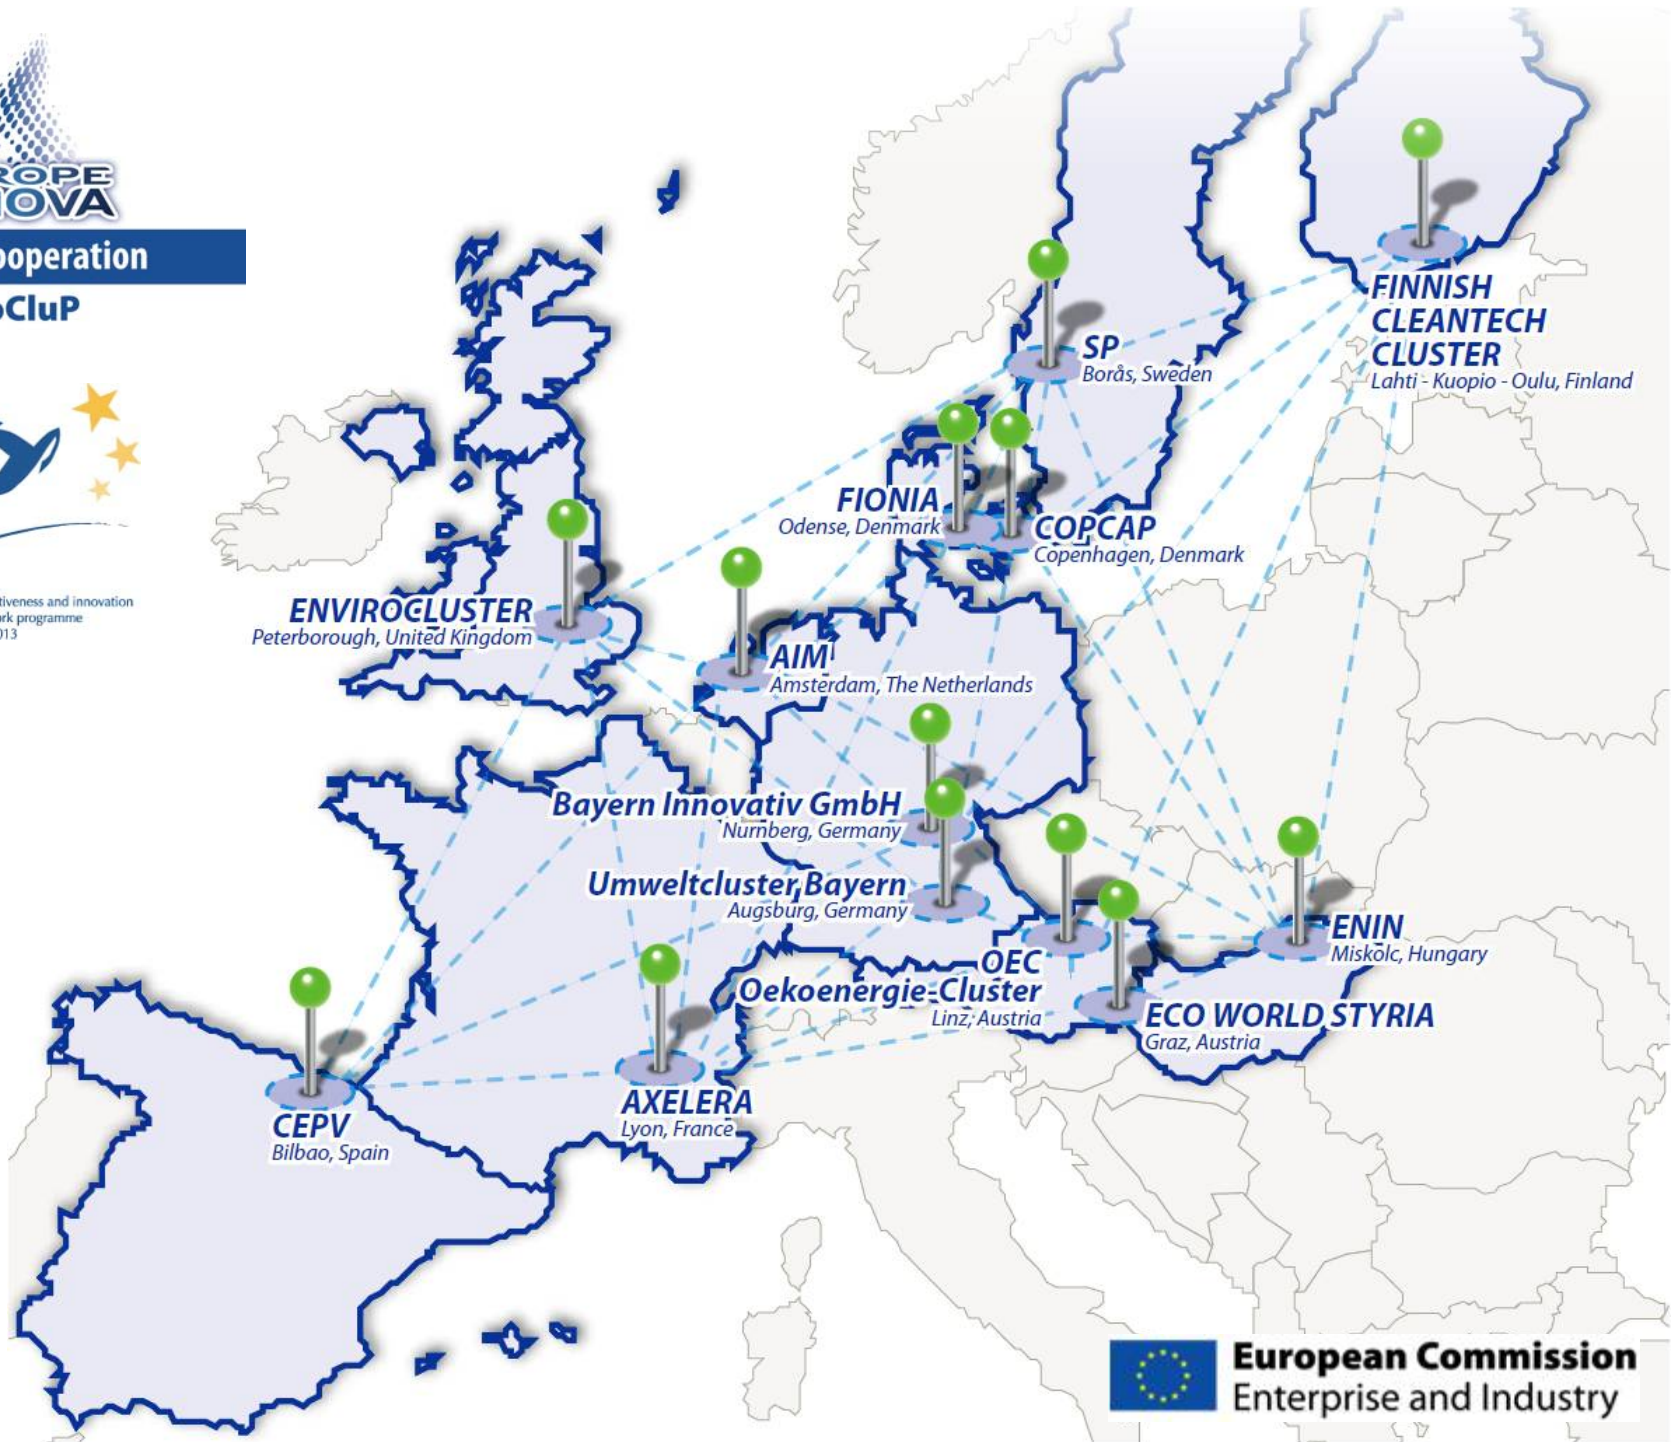 ROPE
OVA
ooperation
oCluP
tiveness and innovation
rk programme
013
FINNISH
CLEANTECH
CLUSTER
Lahti - Kuopio - Oulu, Finland
SP
Borås, Sweden
FIONIA
Odense, Denmark
COPCAP
Copenhagen, Denmark
ENVIROCLUSTER
Peterborough, United Kingdom
AIM
Amsterdam, The Netherlands
Bayern Innovativ GmbH
Nurnberg, Germany
Umweltcluster Bayern
Augsburg, Germany
OEC
Oekoenergie-Cluster
Linz, Austria
ENIN
Miskolc, Hungary
ECO WORLD STYRIA
Graz, Austria
AXELERA
Lyon, France
CEPV
Bilbao, Spain
European Commission
Enterprise and Industry